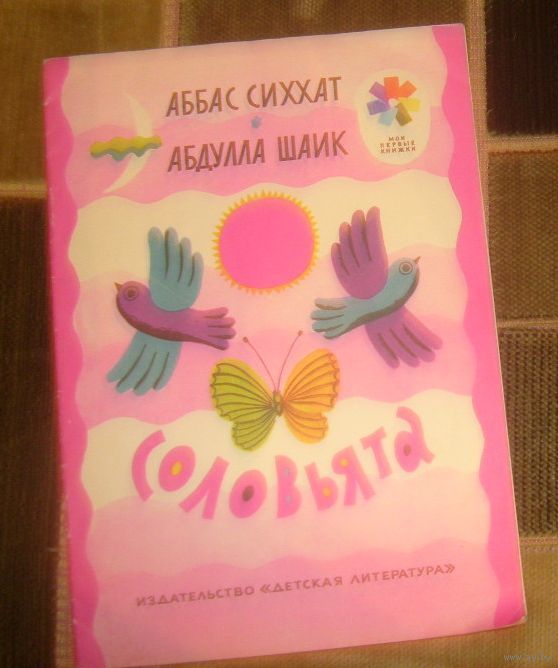 АББАС СИХХАТ
АБДУЛЛА ШАИК
МОИ
ПЕРВЫЕ
КНИЖКИ
СОЛОВЬЯТА
ИЗДАТЕЛЬСТВО «ДЕТСКАЯ ЛИТЕРАТУРА»